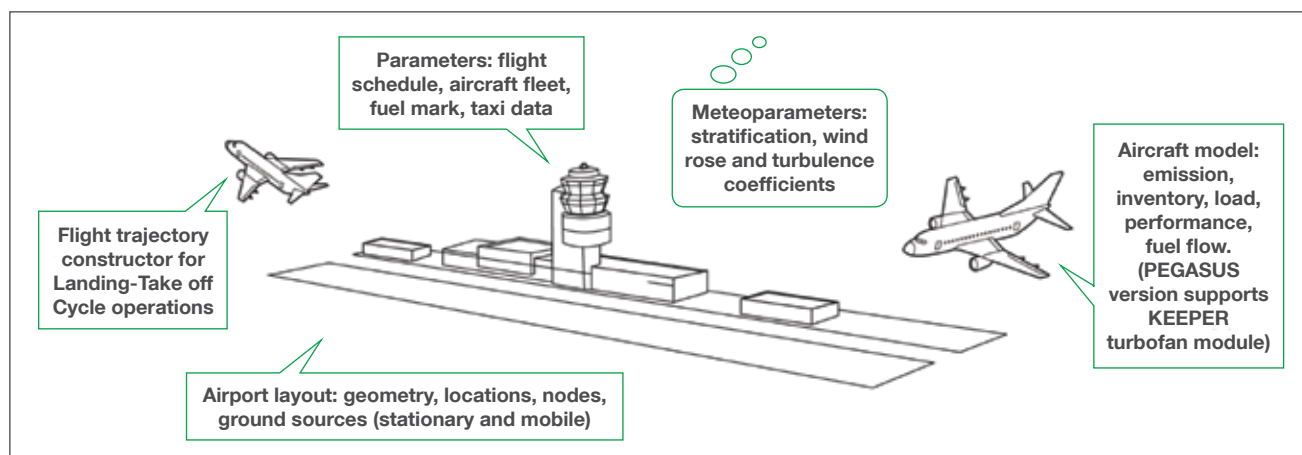 Parameters: flight
schedule, aircraft fleet,
fuel mark, taxi data
Meteoparameters:
stratification, wind
rose and turbulence
coefficients
Aircraft model:
emission,
inventory, load,
performance,
fuel flow.
(PEGASUS
version supports
KEEPER
turbofan module)
Flight trajectory
constructor for
Landing-Take off
Cycle operations
Airport layout: geometry, locations, nodes,
ground sources (stationary and mobile)